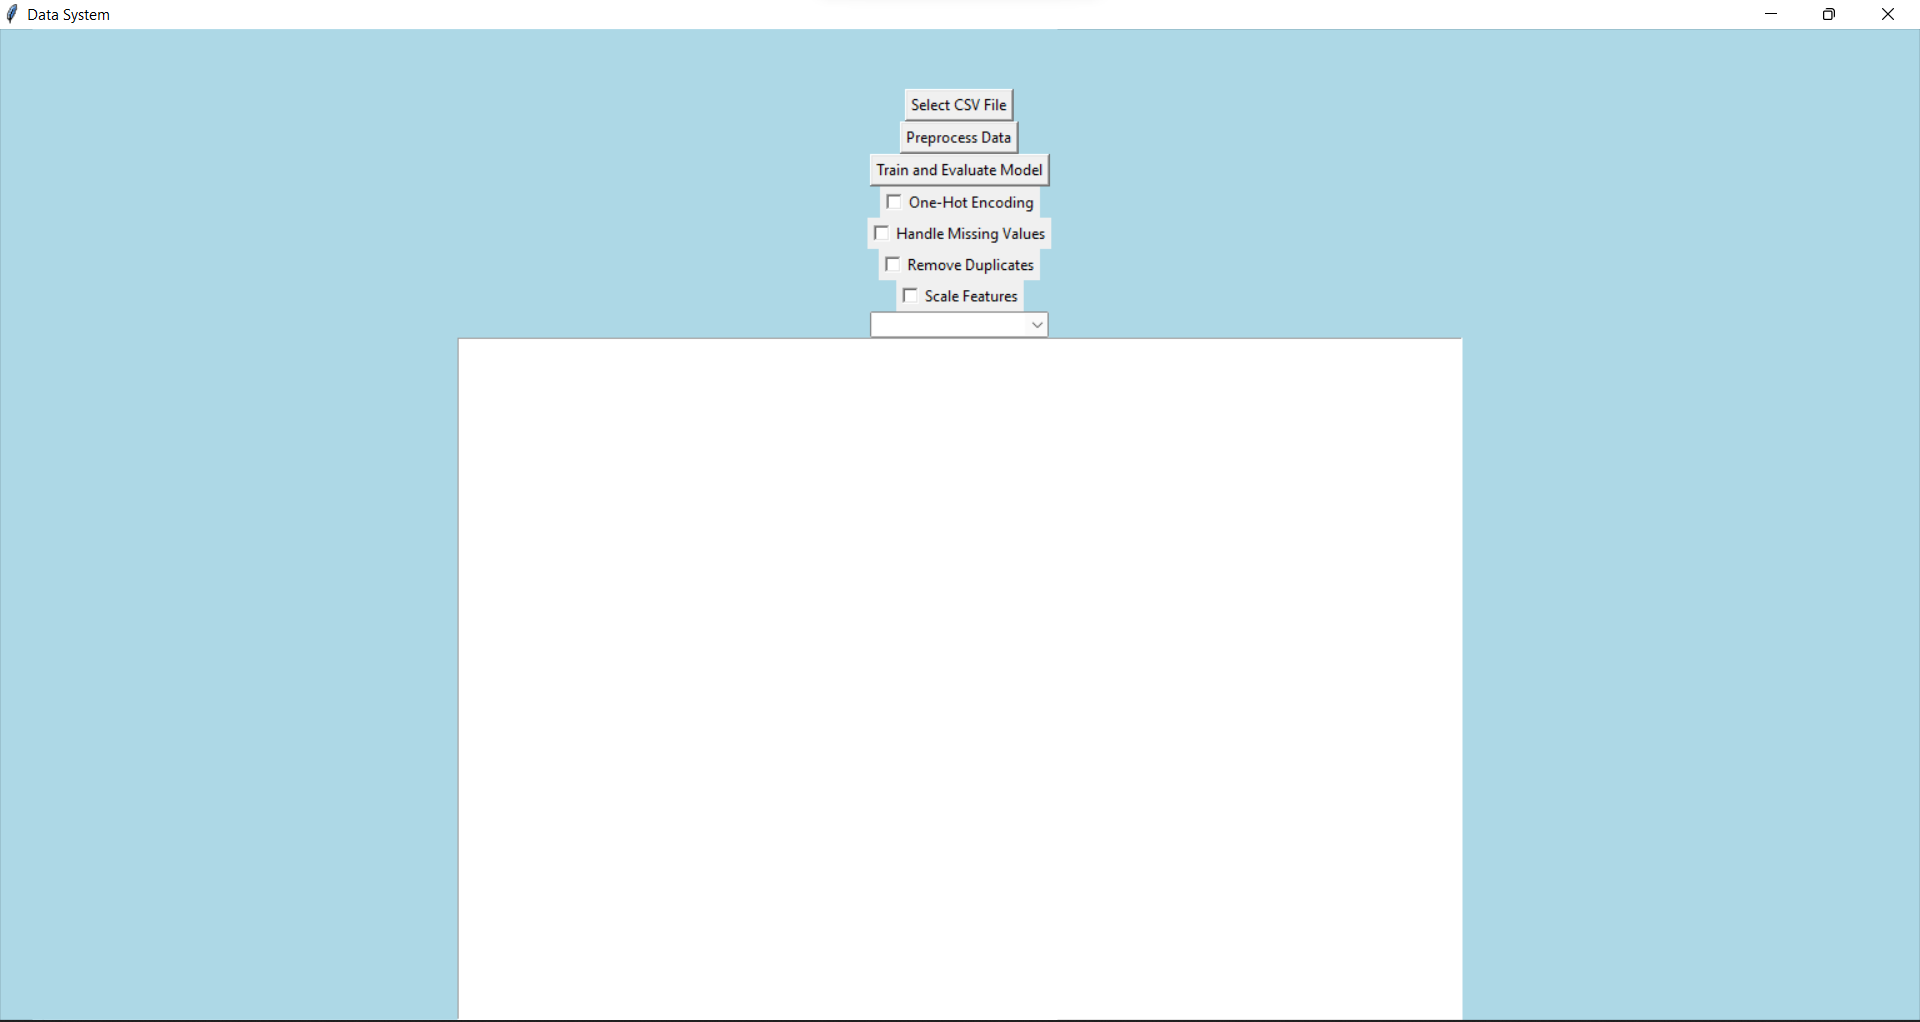 Data System
Select CSV File
Preprocess Data
Train and Evaluate Model
One-Hot Encoding
Handle Missing Values
Remove Duplicates
Scale Features